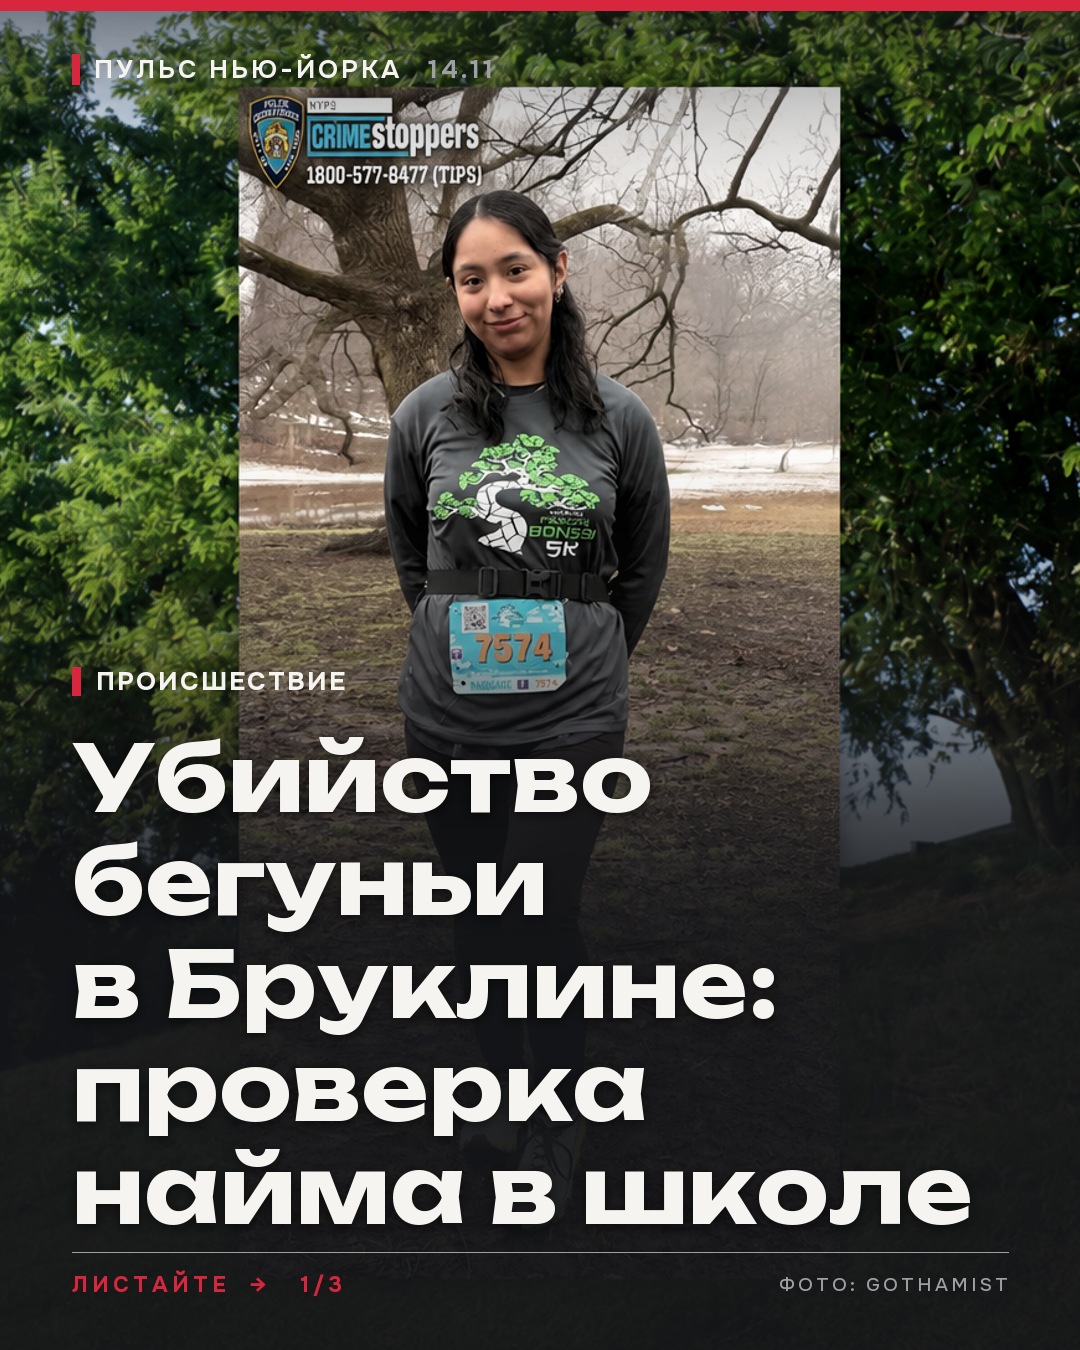 ПУЛЬС НЬЮ-ЙОРКА 14.11
CRIMEstoppers
1800-577-8477 (TIPS)
BONSAI
5K
7574
7574
ПРОИСШЕСТВИЕ
Убийство
бегуньи
в Бруклине:
проверка
найма в школе
ЛИСТАЙТЕ → 1/3
ФОТО: GOTHAMIST